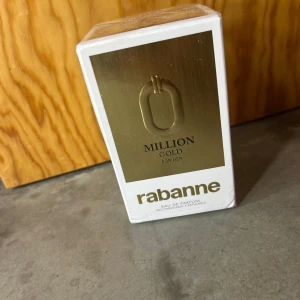 MILLION
GOLD
FOR HER
rabanne
EAU DE PARFUM